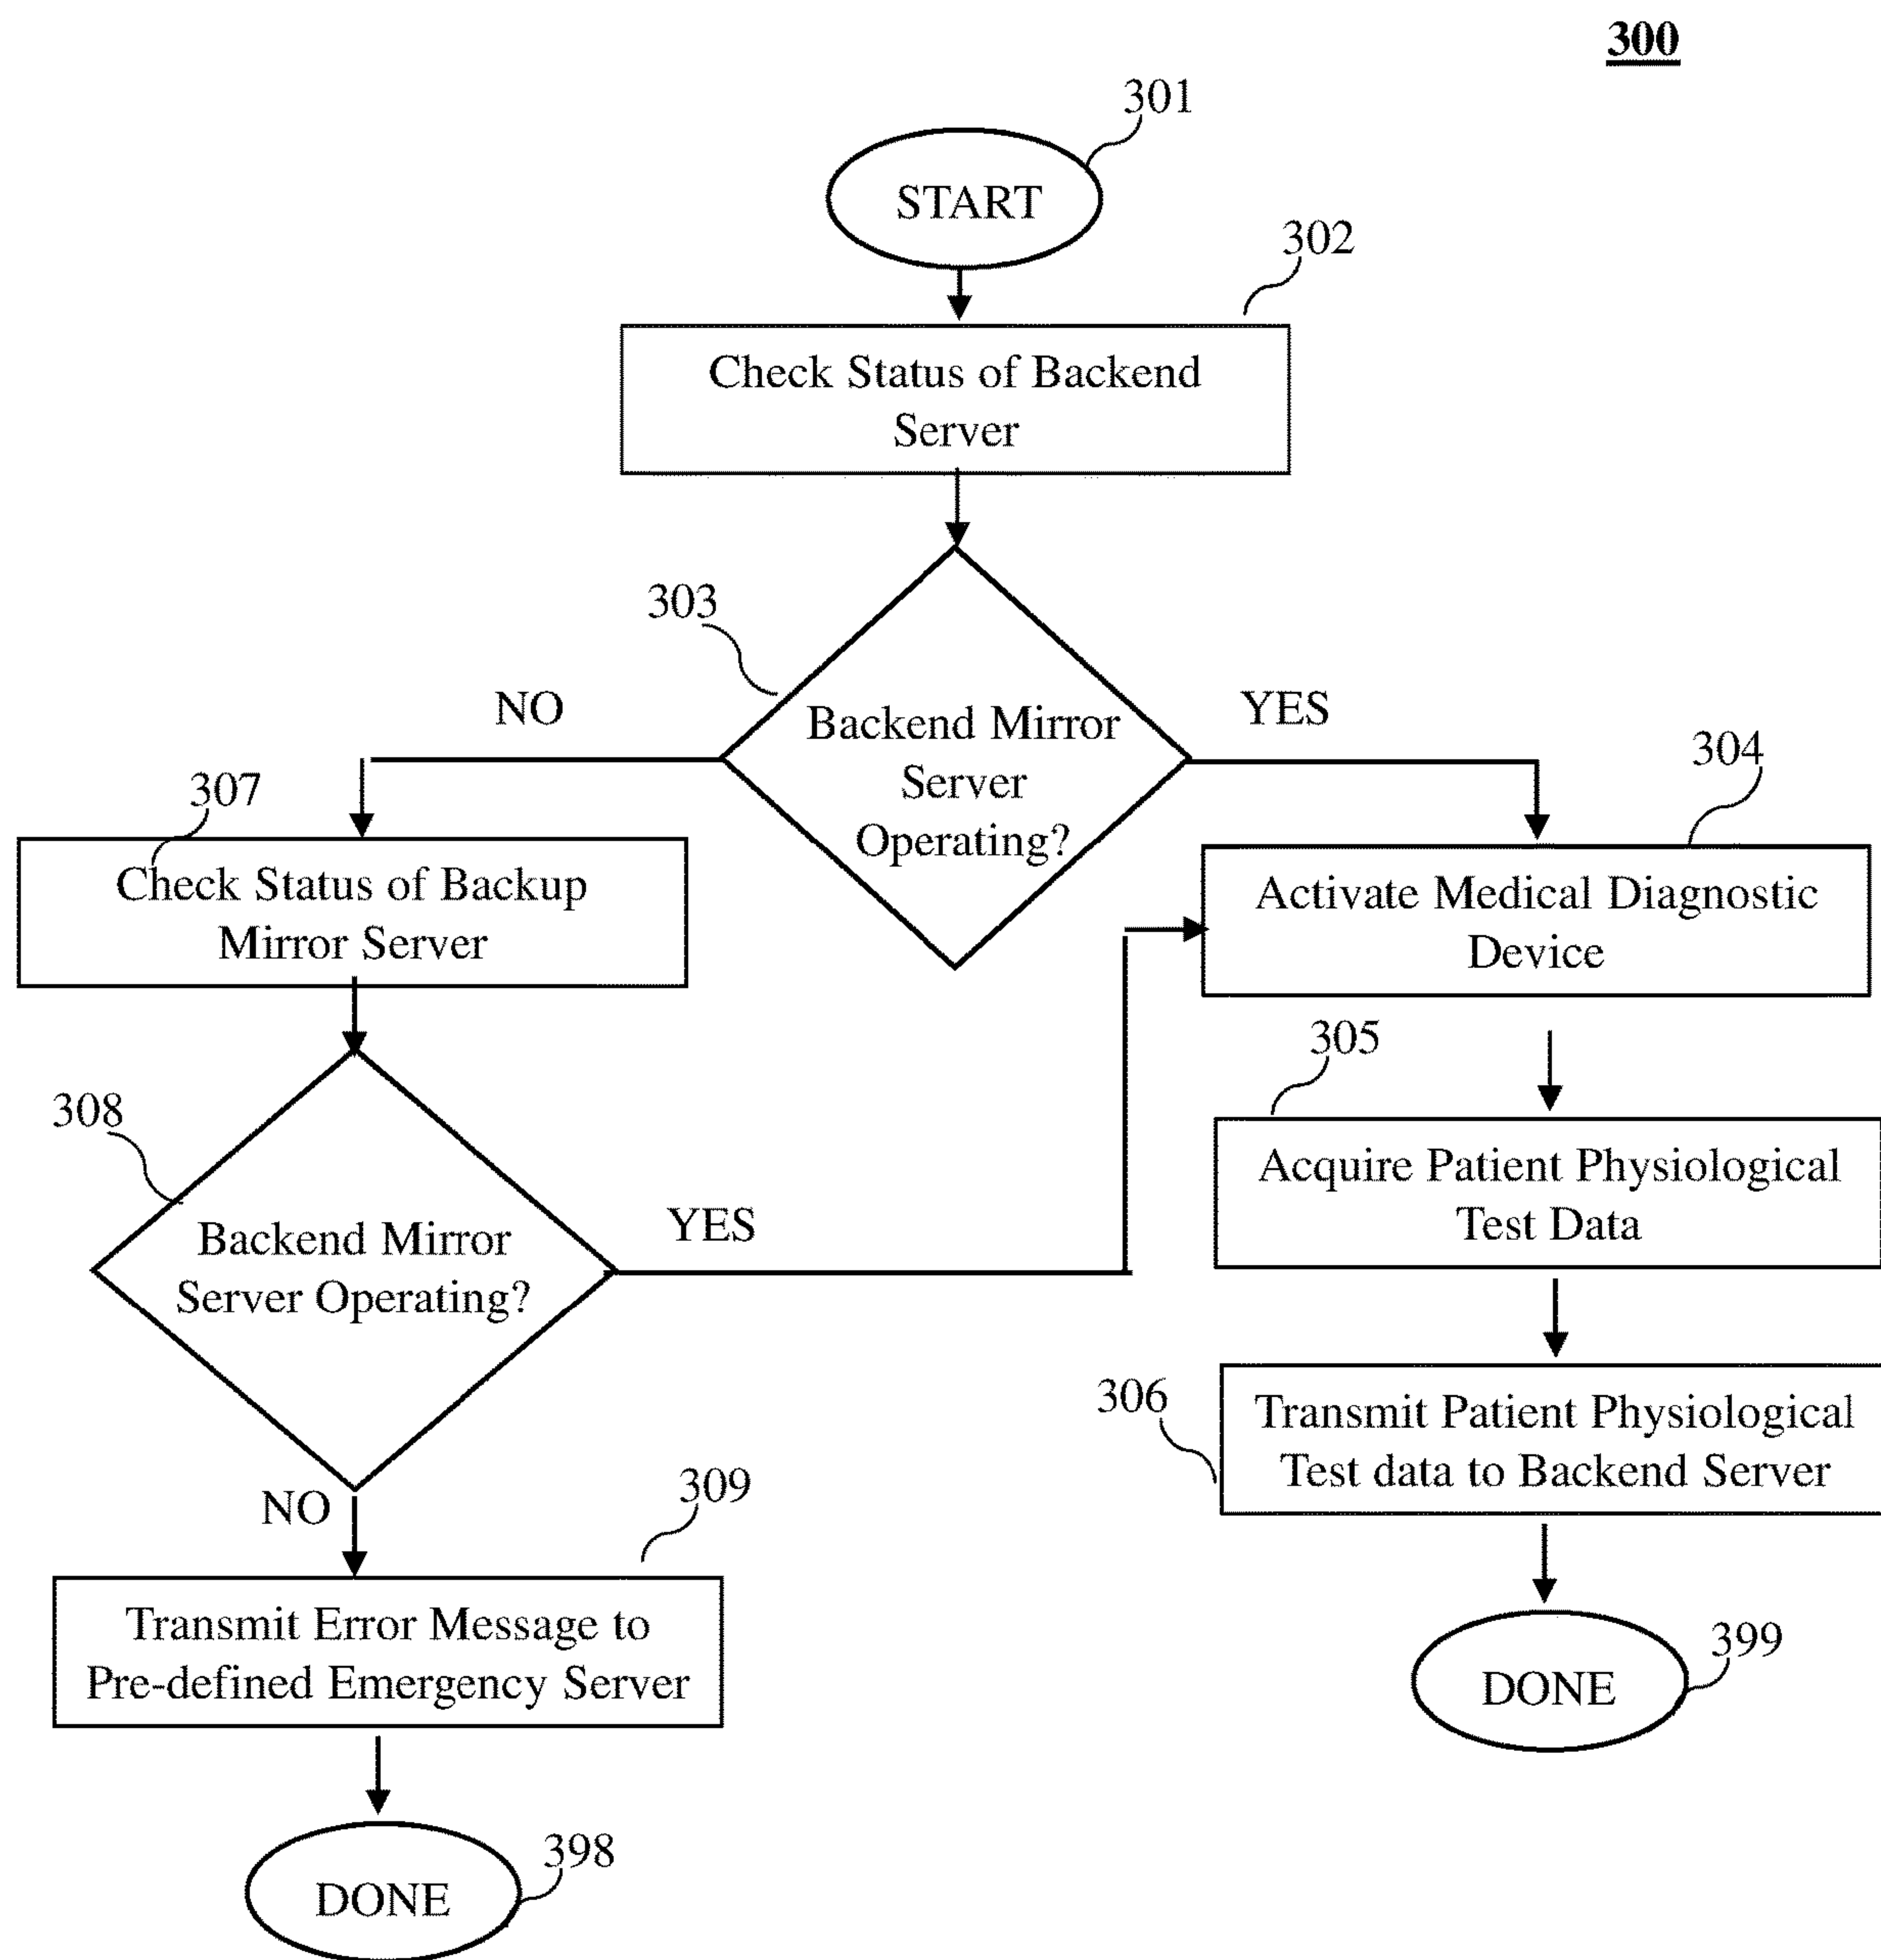 300
301
START
302
Check Status of Backend
Server
303
NO
YES
Backend Mirror
Server
Operating?
304
307
Check Status of Backup
Mirror Server
Activate Medical Diagnostic
Device
305
308
Acquire Patient Physiological
Test Data
Backend Mirror
Server Operating?
YES
306
Transmit Patient Physiological
Test data to Backend Server
NO
309
Transmit Error Message to
Pre-defined Emergency Server
399
DONE
398
DONE